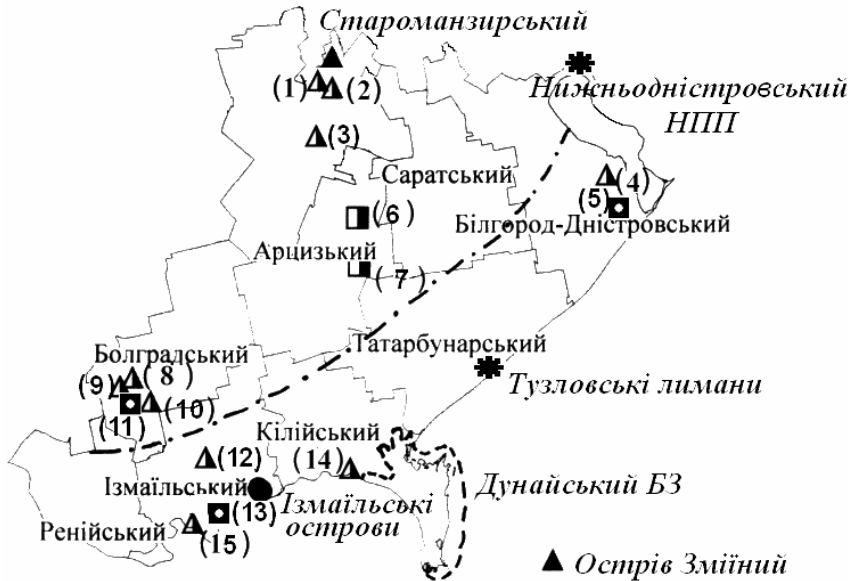 Староманзирський
(1)
(2)
Нижньодністровський
НПП
(3)
Саратський
(4)
(5)
(6)
Білгород-Дністровський
Арцизький
(7)
Татарбунарський
Болградський
(9)
(8)
Тузловські лимани
(10)
(11)
Кілійський
(12)
(14)
Ізмаїльський
Дунайський БЗ
Ізмаїльські
острови
(13)
Ренійський
(15)
Острів Зміїний